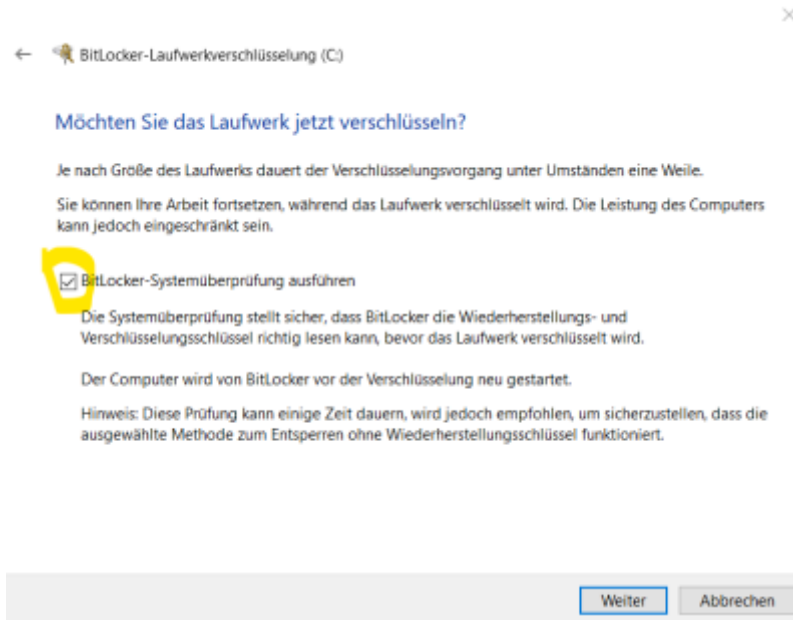 BitLocker-Laufwerkverschlüsselung (C:)
Möchten Sie das Laufwerk jetzt verschlüsseln?
Je nach Größe des Laufwerks dauert der Verschlüsselungsvorgang unter Umständen eine Weile.
Sie können Ihre Arbeit fortsetzen, während das Laufwerk verschlüsselt wird. Die Leistung des Computers
kann jedoch eingeschränkt sein.
BitLocker-Systemüberprüfung ausführen
Die Systemüberprüfung stellt sicher, dass BitLocker die Wiederherstellungs- und
Verschlüsselungsschlüssel richtig lesen kann, bevor das Laufwerk verschlüsselt wird.
Der Computer wird von BitLocker vor der Verschlüsselung neu gestartet.
Hinweis: Diese Prüfung kann einige Zeit dauern, wird jedoch empfohlen, um sicherzustellen, dass die
ausgewählte Methode zum Entsperren ohne Wiederherstellungsschlüssel funktioniert.
Weiter Abbrechen